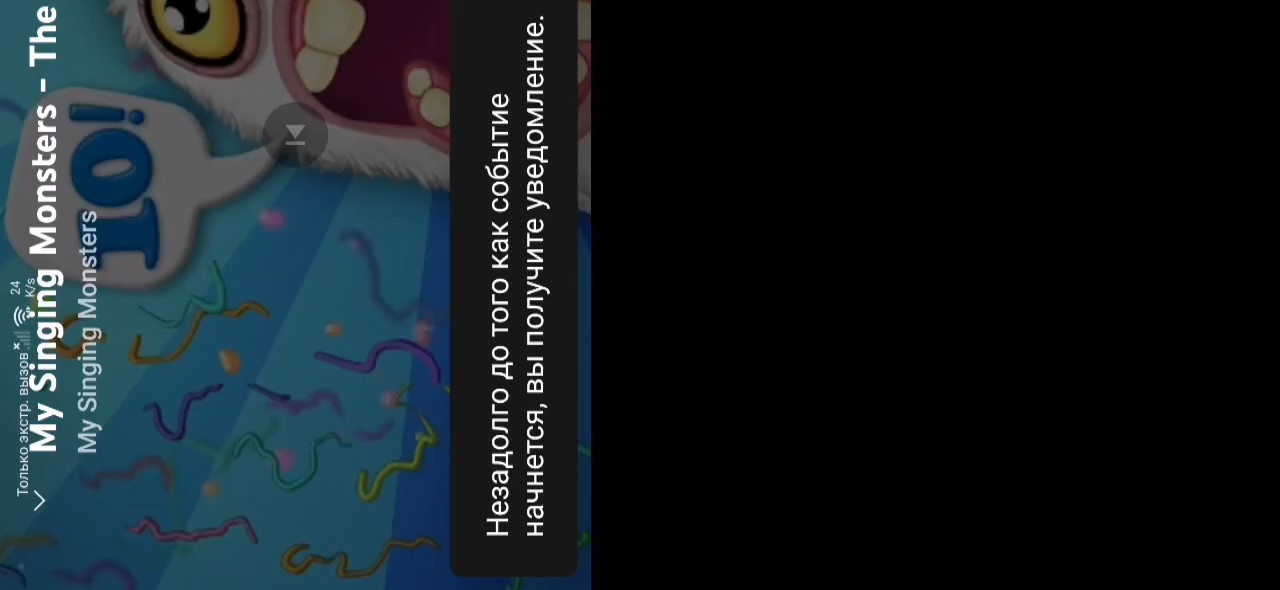 Только экстр. вызов 24
K/s
My Singing Monsters – The
My Singing Monsters
10!
Незадолго до того как событие
начнется, вы получите уведомление.